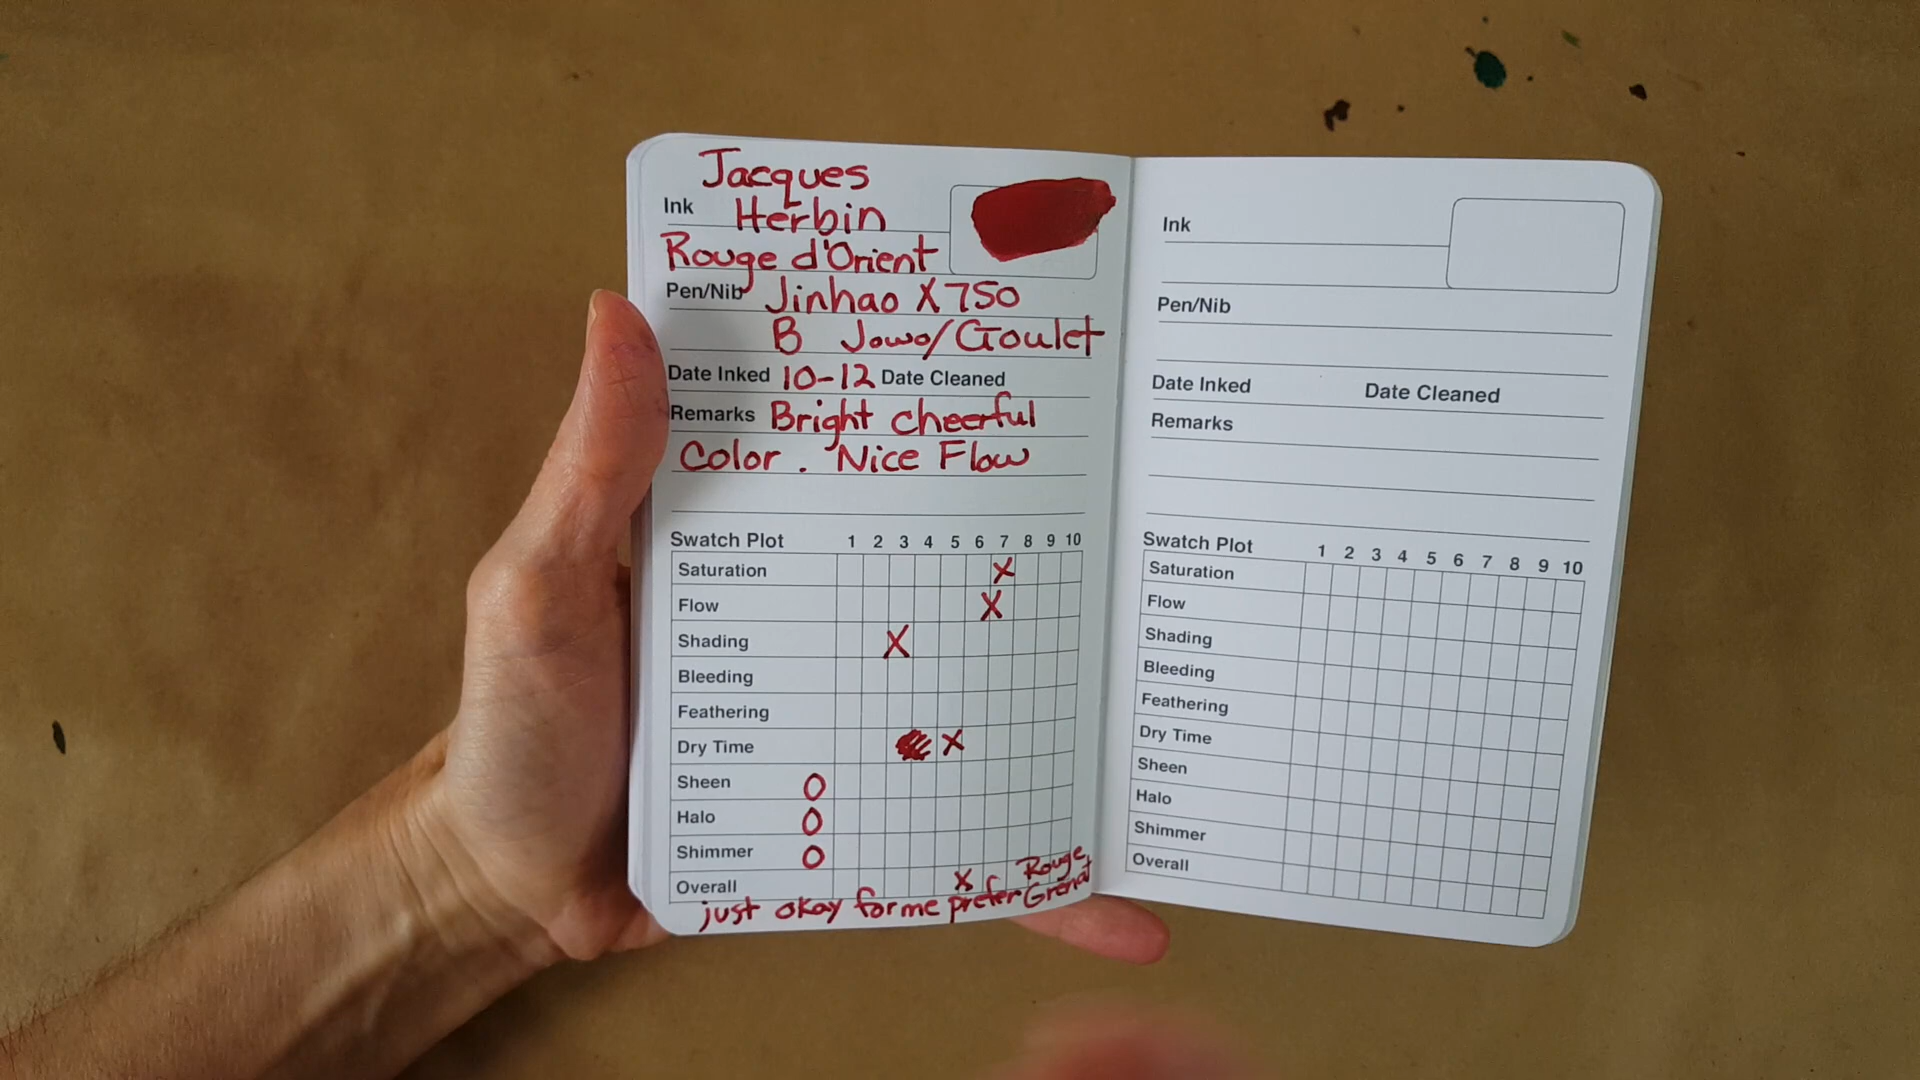 Jacques
Ink Herbin
Rouge d'Orient
Pen/Nib Jinhao X750
B Jowo/Goulet
Date Inked 10-12 Date Cleaned
Remarks Bright cheerful
Color. Nice Flow
Swatch Plot 1 2 3 4 5 6 7 8 9 10
Saturation X
Flow X
Shading X
Bleeding
Feathering
Dry Time X
Sheen O
Halo O
Shimmer O
Overall X
just okay for me prefer Rouge Grenat
Ink
Pen/Nib
Date Inked Date Cleaned
Remarks
Swatch Plot 1 2 3 4 5 6 7 8 9 10
Saturation
Flow
Shading
Bleeding
Feathering
Dry Time
Sheen
Halo
Shimmer
Overall